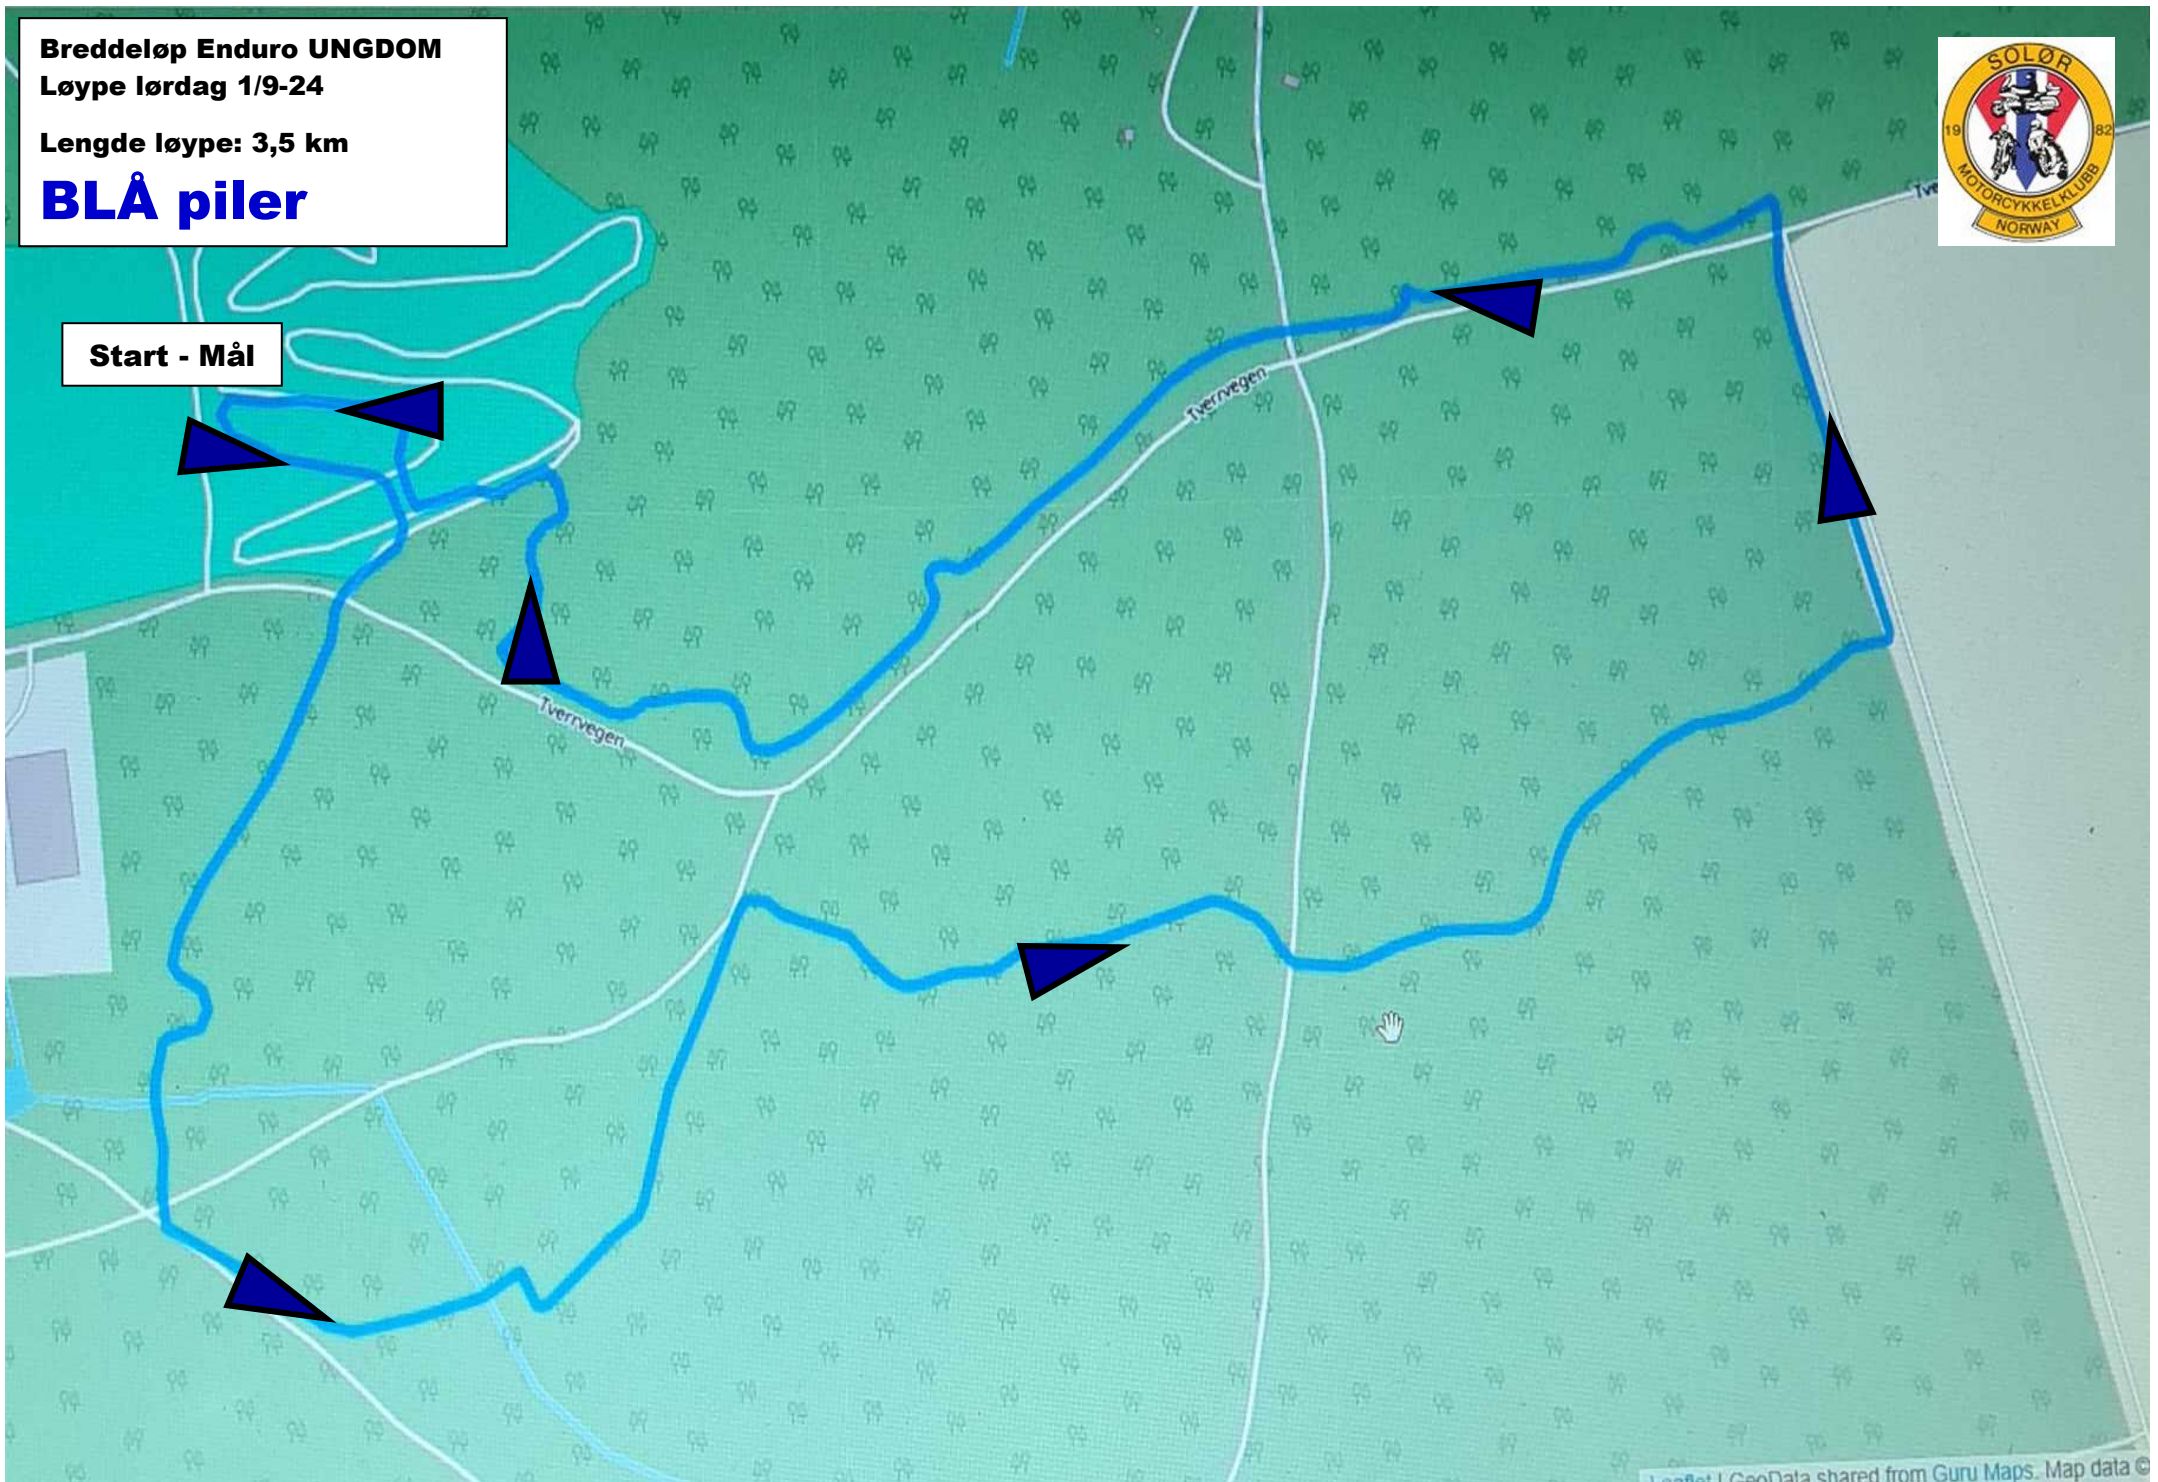 Breddeløp Enduro UNGDOM
Løype lørdag 1/9-24
Lengde løype: 3,5 km
BLÅ piler
Start - Mål
SOLØR
19 82
MOTORCYKKELKLUBB
NORWAY
Tverrvegen
Tverrvegen
Leaflet | GeoData shared from Guru Maps. Map data ©